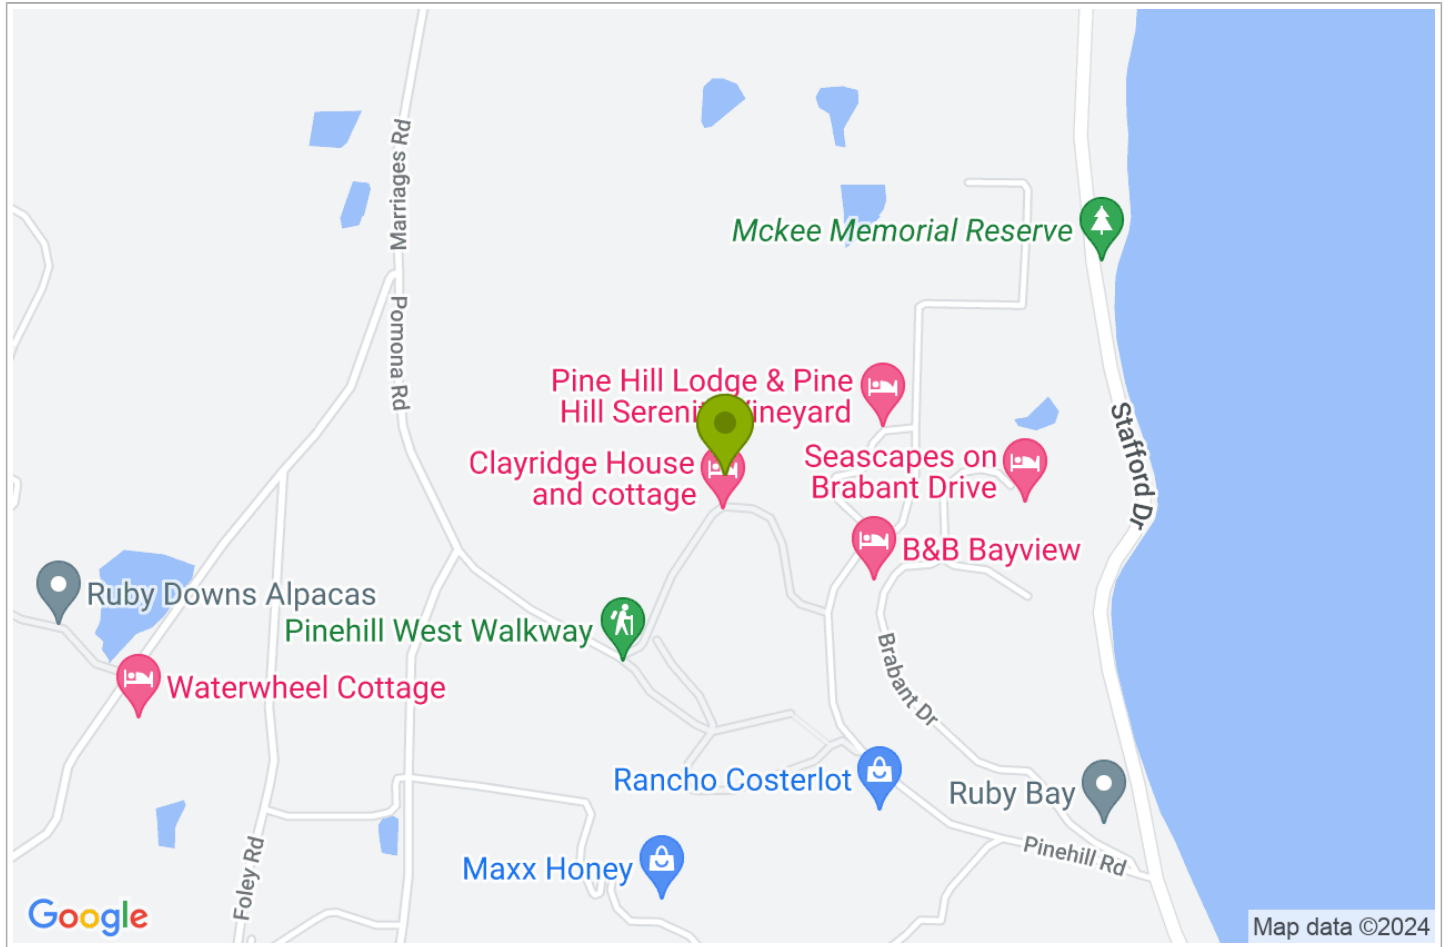 Marriages Rd
Mckee Memorial Reserve
Pomona Rd
Pine Hill Lodge & Pine
Hill Serenity Vineyard
Stafford Dr
Clayridge House
and cottage
Seascapes on
Brabant Drive
B&B Bayview
Ruby Downs Alpacas
Pinehill West Walkway
Brabant Dr
Waterwheel Cottage
Rancho Costerlot
Ruby Bay
Pinehill Rd
Maxx Honey
Foley Rd
Google
Map data ©2024